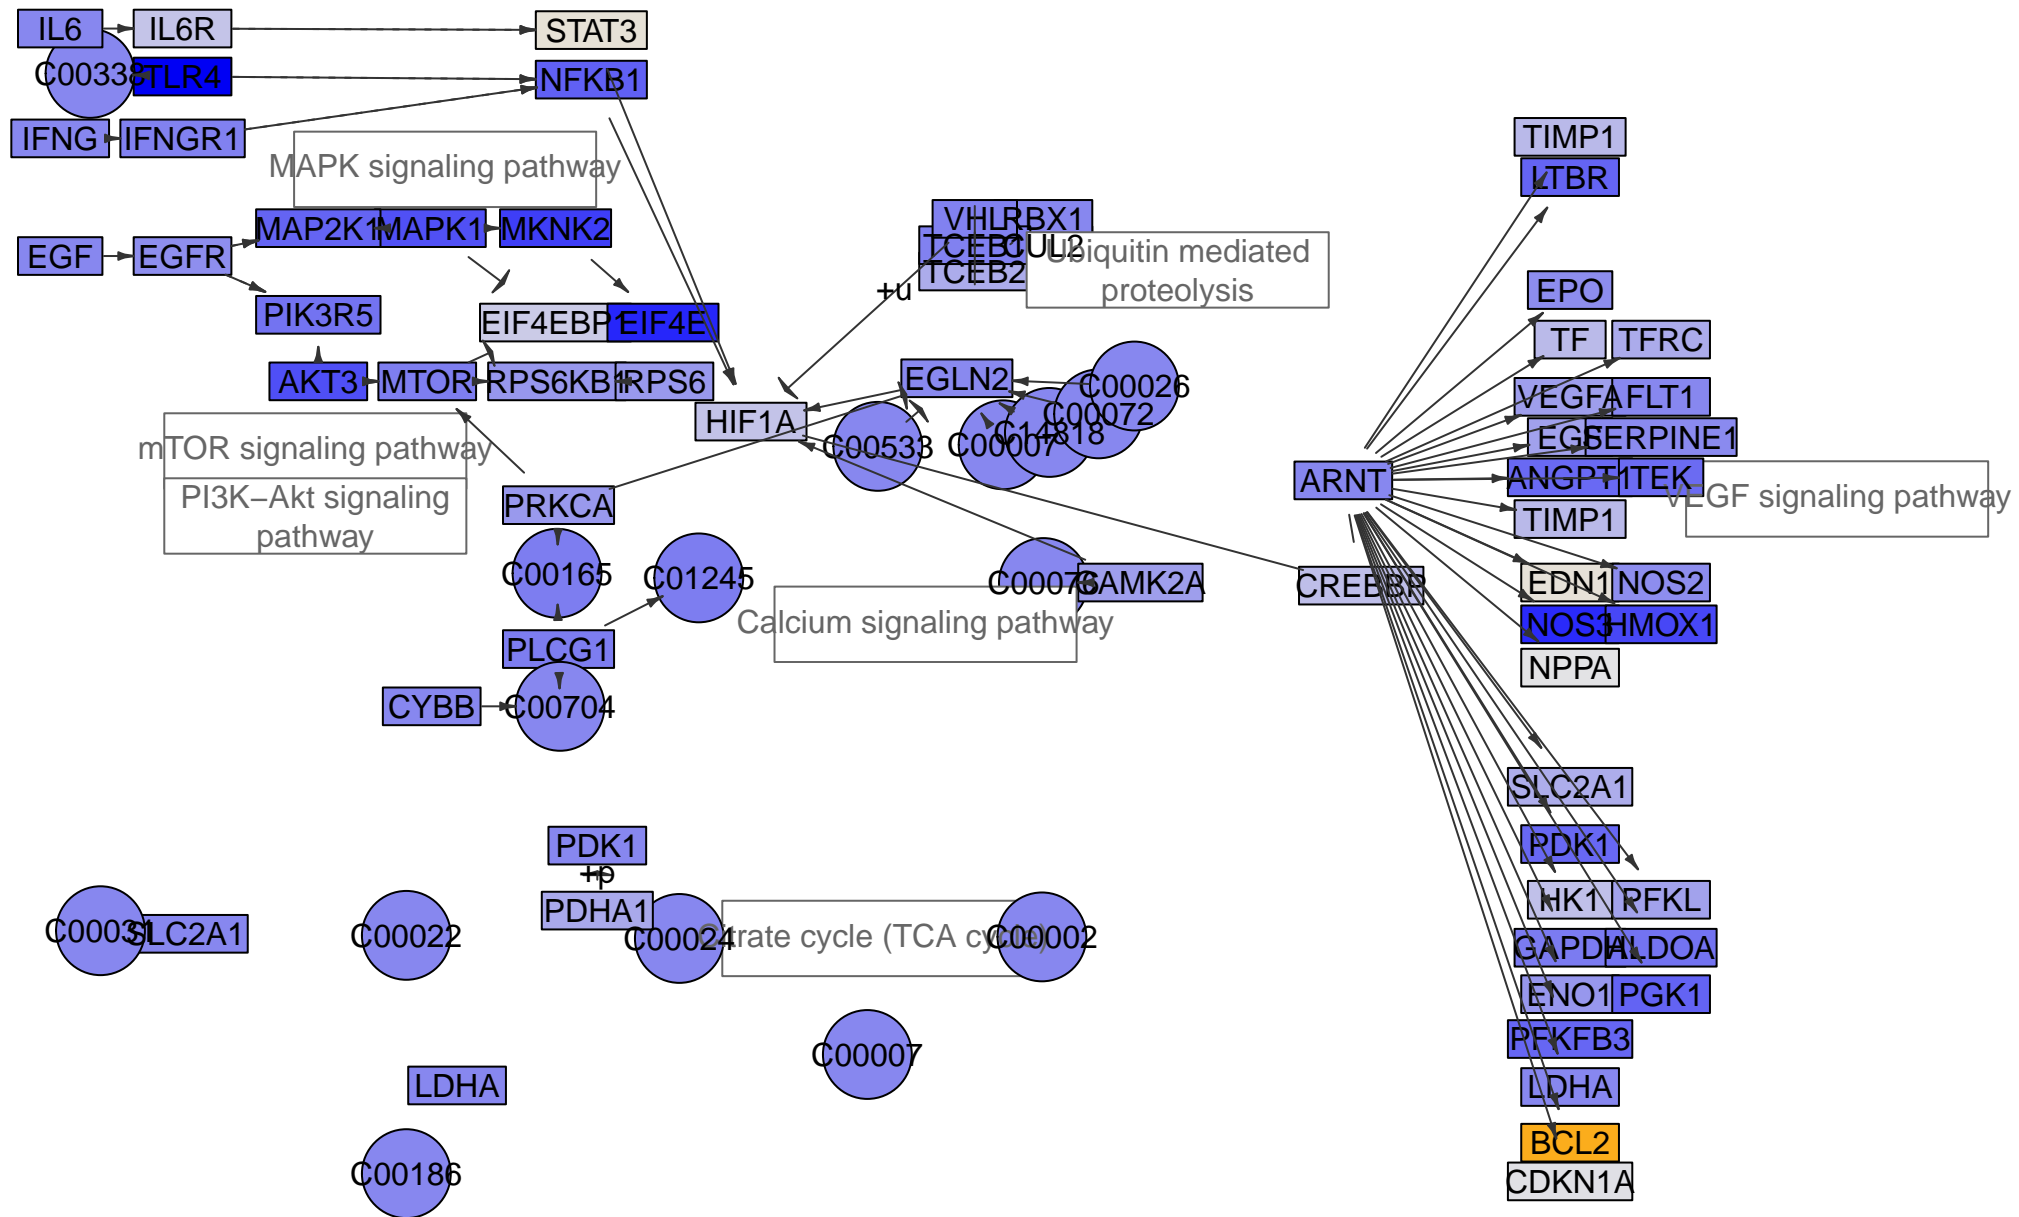 IL6
IL6R
STAT3
C00338
TLR4
NFKB1
IFNG
IFNGR1
MAPK signaling pathway
TIMP1
LTBR
MAP2K1
MAPK1
MKNK2
VHL
RBX1
TCEB1
CUL2
TCEB2
Ubiquitin mediated
proteolysis
+u
EGF
EGFR
PIK3R5
EIF4EBP1
EIF4E
EPO
TF
TFRC
AKT3
MTOR
RPS6KB1
RPS6
EGLN2
C00026
C00072
C14818
C00007
C00533
HIF1A
VEGFA
FLT1
EGF
SERPINE1
mTOR signaling pathway
PI3K−Akt signaling
pathway
PRKCA
ARNT
ANGPT1
TEK
VEGF signaling pathway
TIMP1
C00165
C01245
C00076
CAMK2A
CREBBP
EDN1
NOS2
Calcium signaling pathway
NOS3
HMOX1
PLCG1
NPPA
CYBB
C00704
SLC2A1
PDK1
+p
PDHA1
PDK1
HK1
PFKL
C00031
SLC2A1
C00022
C00024
Citrate cycle (TCA cycle)
C00002
GAPDH
ALDOA
ENO1
PGK1
PFKFB3
C00007
LDHA
LDHA
BCL2
C00186
CDKN1A